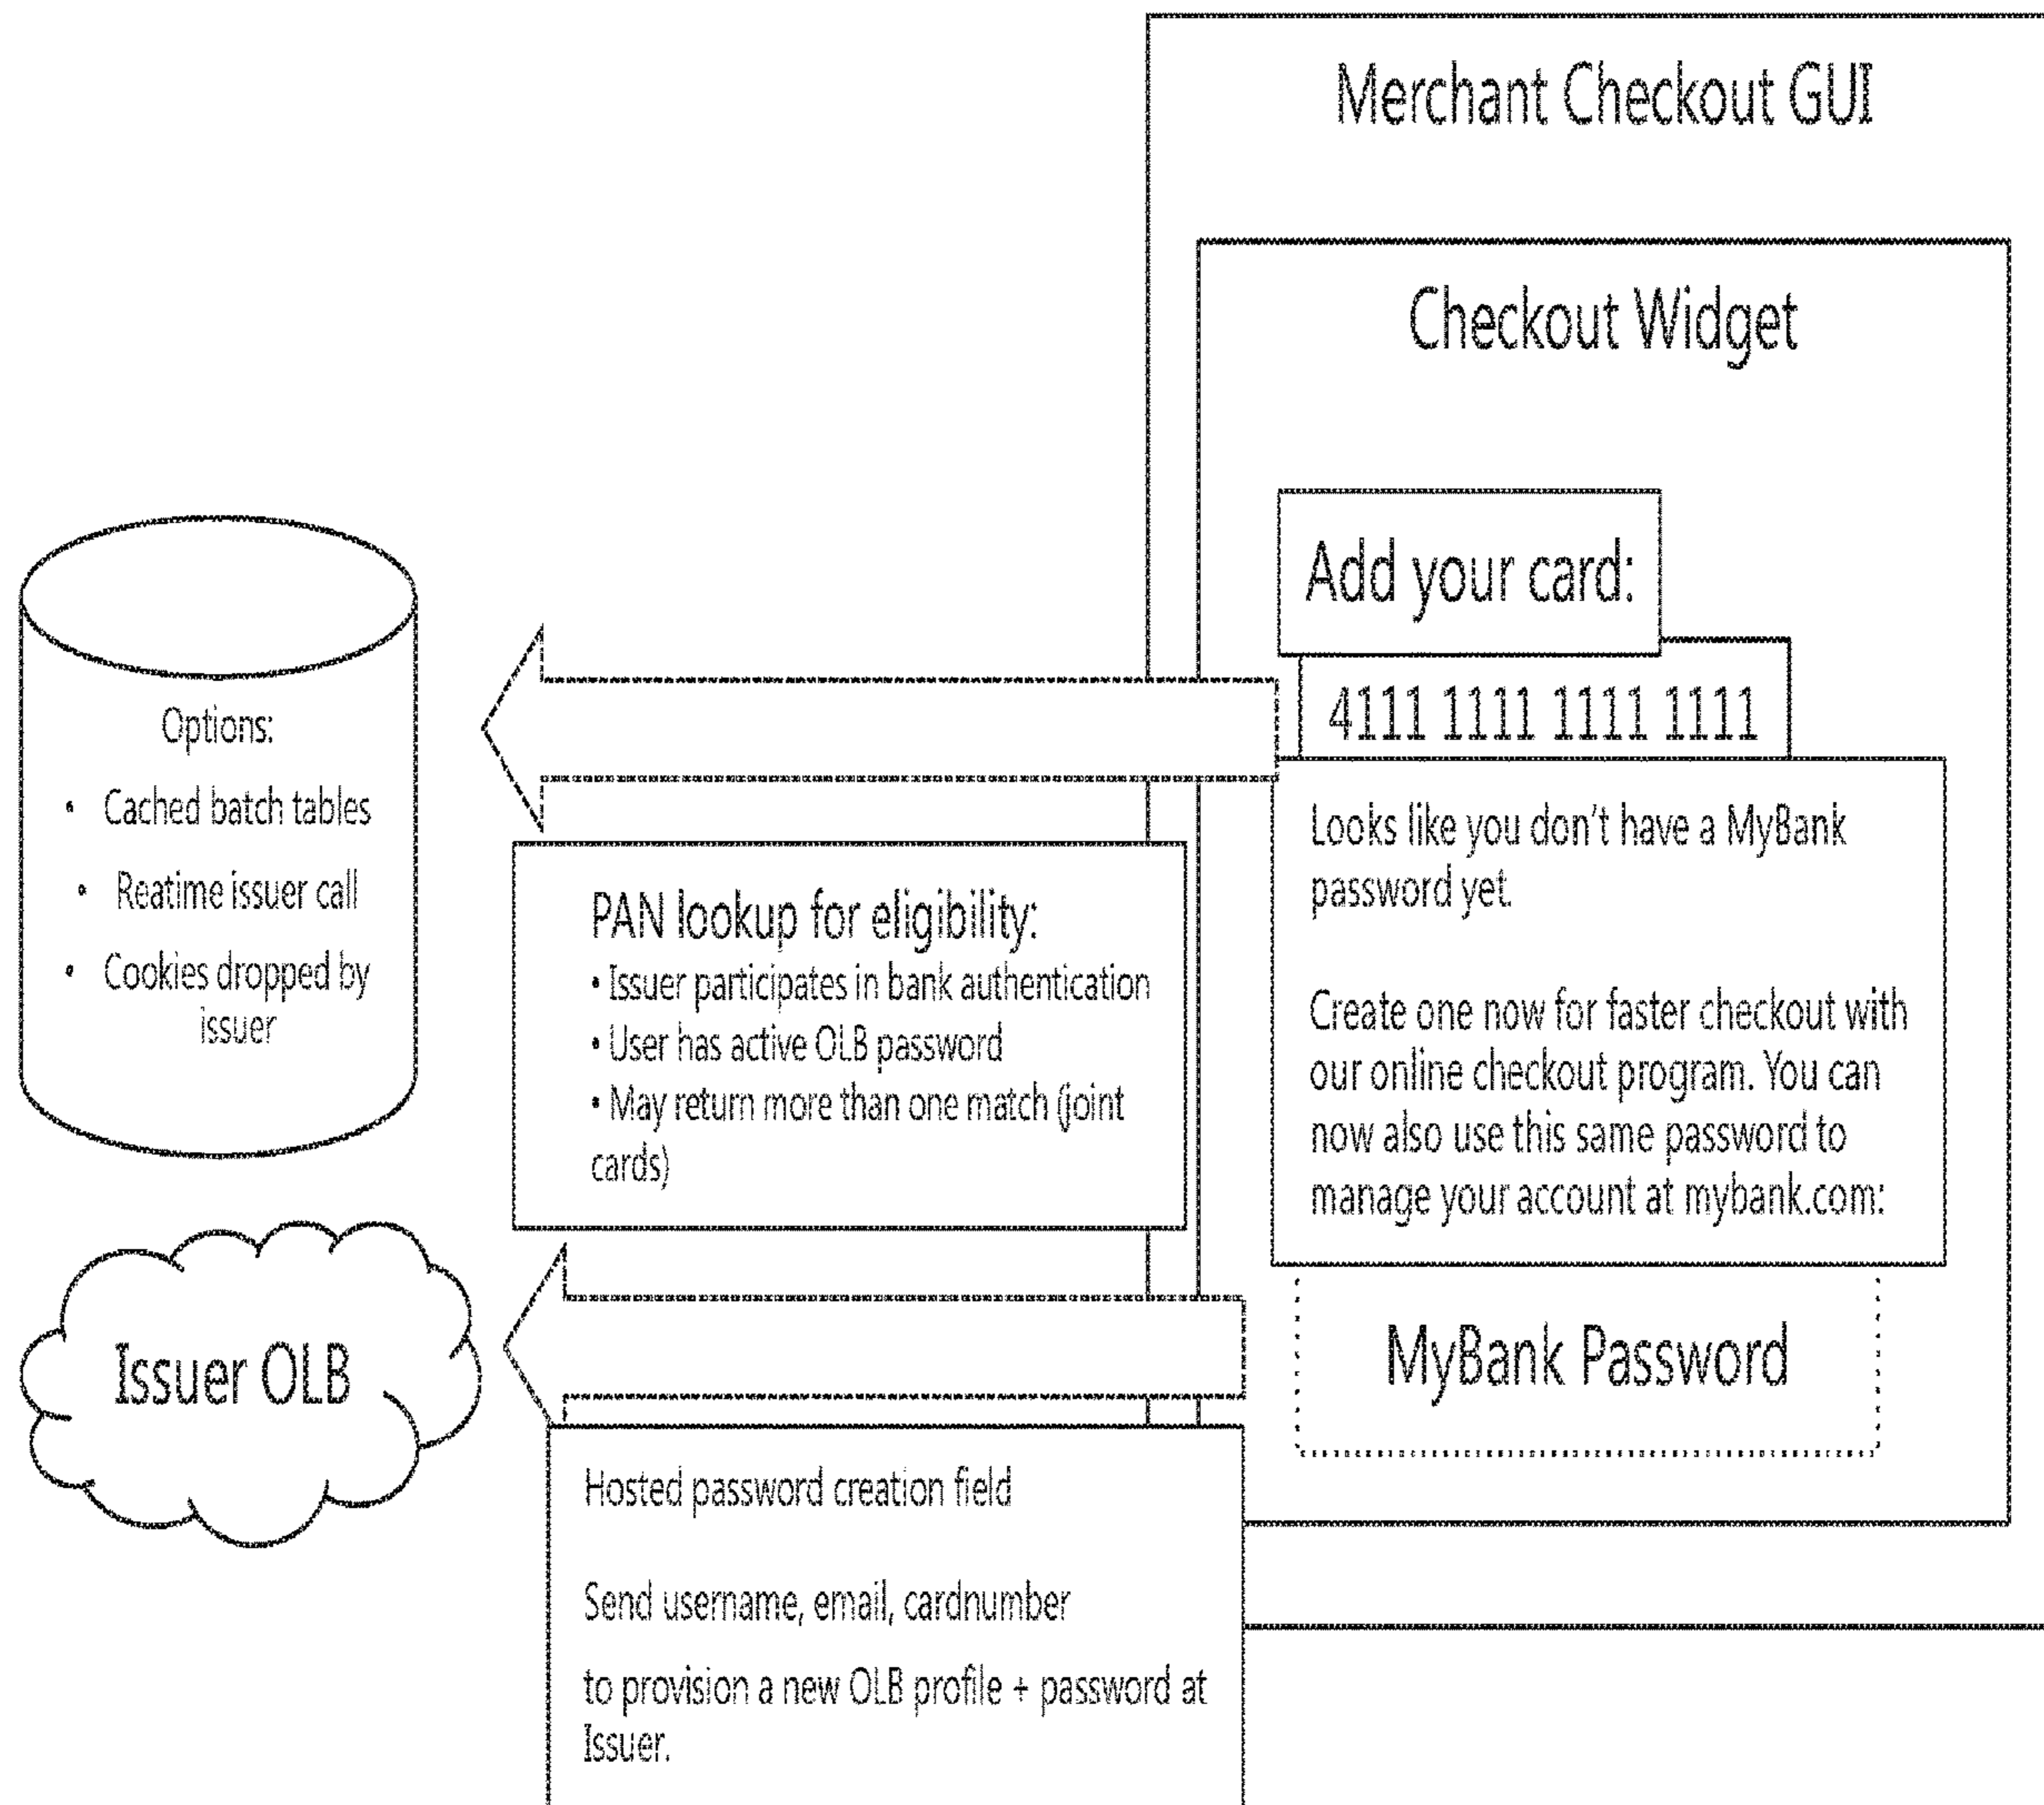 Merchant Checkout GUI
Checkout Widget
Add your card:
4111 1111 1111 1111
Looks like you don't have a MyBank
password yet.
Create one now for faster checkout with
our online checkout program. You can
now also use this same password to
manage your account at mybank.com:
MyBank Password
Options:
• Cached batch tables
• Reatime issuer call
• Cookies dropped by
issuer
PAN lookup for eligibility:
• Issuer participates in bank authentication
• User has active OLB password
• May return more than one match (joint
cards)
Issuer OLB
Hosted password creation field
Send username, email, cardnumber
to provision a new OLB profile + password at
Issuer.